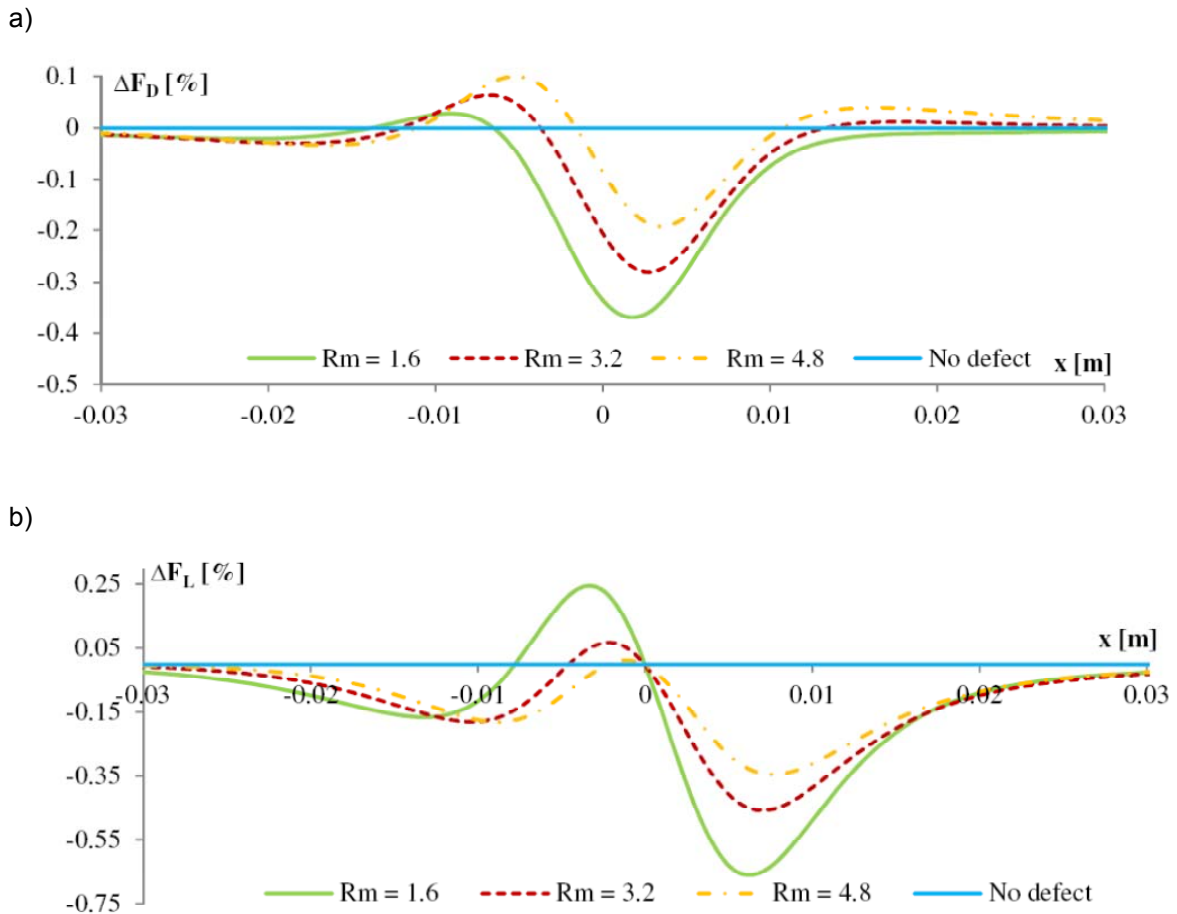 a)
ΔF_D [%]
0.1
0
-0.1
-0.2
-0.3
-0.4
-0.5
Rm = 1.6 Rm = 3.2 Rm = 4.8 No defect x [m]
-0.03 -0.02 -0.01 0 0.01 0.02 0.03
b)
ΔF_L [%]
0.25
0.05
-0.15
-0.35
-0.55
-0.75
x [m]
-0.03 -0.02 -0.01 0 0.01 0.02 0.03
Rm = 1.6 Rm = 3.2 Rm = 4.8 No defect